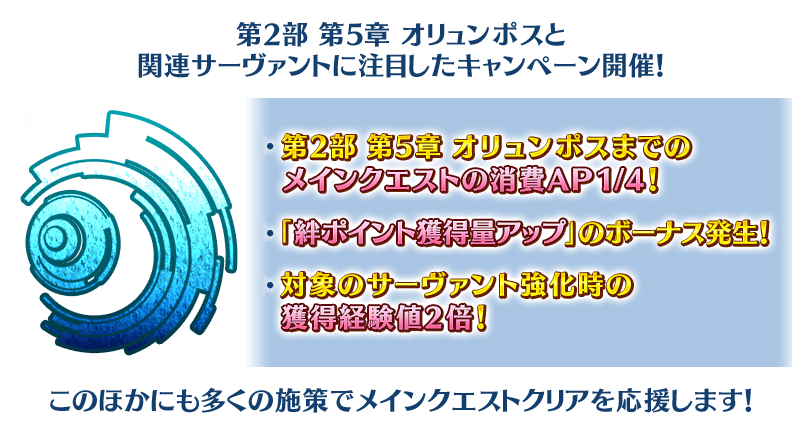 第2部 第5章 オリュンポスと
関連サーヴァントに注目したキャンペーン開催!
・第2部 第5章 オリュンポスまでの
メインクエストの消費AP1/4!
・「絆ポイント獲得量アップ」のボーナス発生!
・対象のサーヴァント強化時の
獲得経験値2倍!
このほかにも多くの施策でメインクエストクリアを応援します!